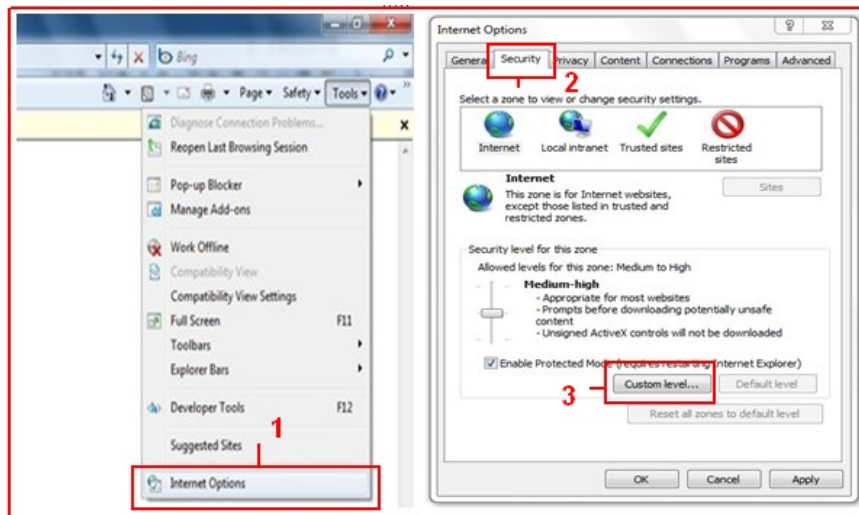 Bing
Page
Safety
Tools
Diagnose Connection Problems...
Reopen Last Browsing Session
Pop-up Blocker
Manage Add-ons
Work Offline
Compatibility View
Compatibility View Settings
Full Screen F11
Toolbars
Explorer Bars
Developer Tools F12
Suggested Sites
1
Internet Options
Internet Options
General Security Privacy Content Connections Programs Advanced
2
Select a zone to view or change security settings.
Internet Local intranet Trusted sites Restricted
sites
Internet
Sites
This zone is for Internet websites,
except those listed in trusted and
restricted zones.
Security level for this zone
Allowed levels for this zone: Medium to High
Medium-high
- Appropriate for most websites
- Prompts before downloading potentially unsafe
content
- Unsigned ActiveX controls will not be downloaded
Enable Protected Mode (requires restarting Internet Explorer)
3
Custom level... Default level
Reset all zones to default level
OK Cancel Apply